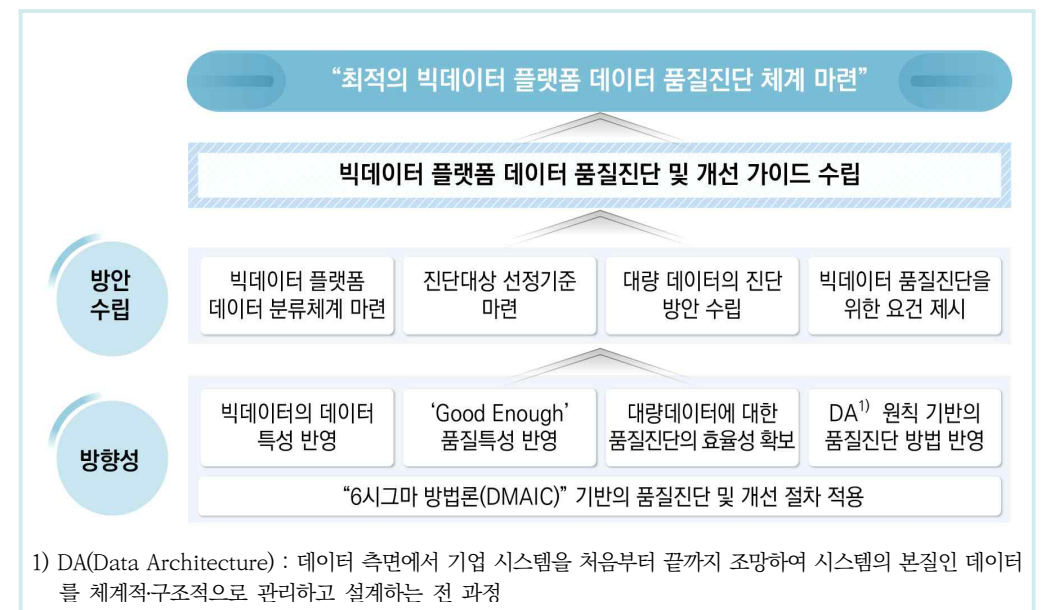 “최적의 빅데이터 플랫폼 데이터 품질진단 체계 마련”
빅데이터 플랫폼 데이터 품질진단 및 개선 가이드 수립
방안
수립
빅데이터 플랫폼
데이터 분류체계 마련
진단대상 선정기준
마련
대량 데이터의 진단
방안 수립
빅데이터 품질진단을
위한 요건 제시
방향성
빅데이터의 데이터
특성 반영
‘Good Enough’
품질특성 반영
대량데이터에 대한
품질진단의 효율성 확보
DA1) 원칙 기반의
품질진단 방법 반영
“6시그마 방법론(DMAIC)” 기반의 품질진단 및 개선 절차 적용
1) DA(Data Architecture) : 데이터 측면에서 기업 시스템을 처음부터 끝까지 조망하여 시스템의 본질인 데이터
를 체계적·구조적으로 관리하고 설계하는 전 과정